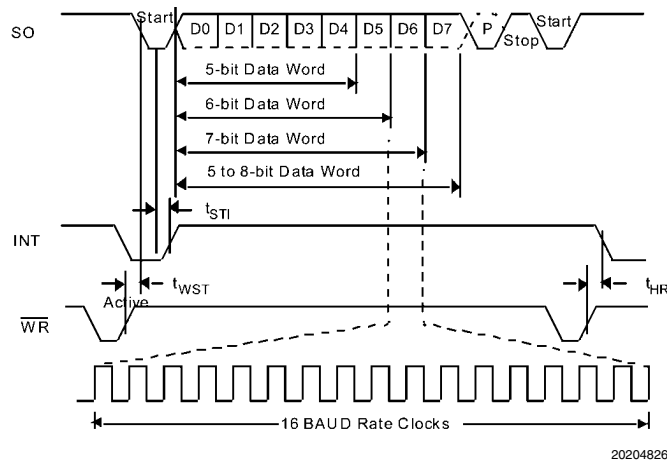 SO
Start
D0 D1 D2 D3 D4 D5 D6 D7 P
Stop
Start
5-bit Data Word
6-bit Data Word
7-bit Data Word
5 to 8-bit Data Word
tSTI
INT
tWST
tHR
Active
WR
16 BAUD Rate Clocks
20204826